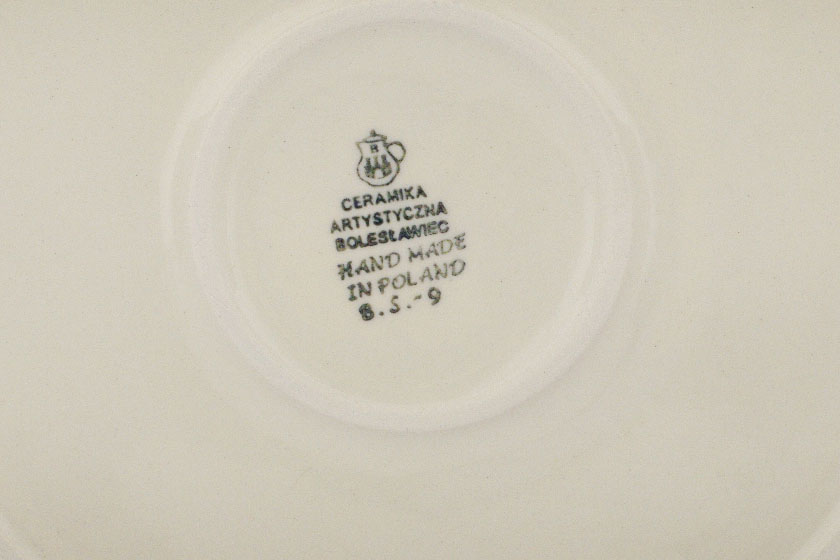 B
CERAMIKA
ARTYSTYCZNA
BOLESŁAWIEC
HAND MADE
IN POLAND
B.S.-9